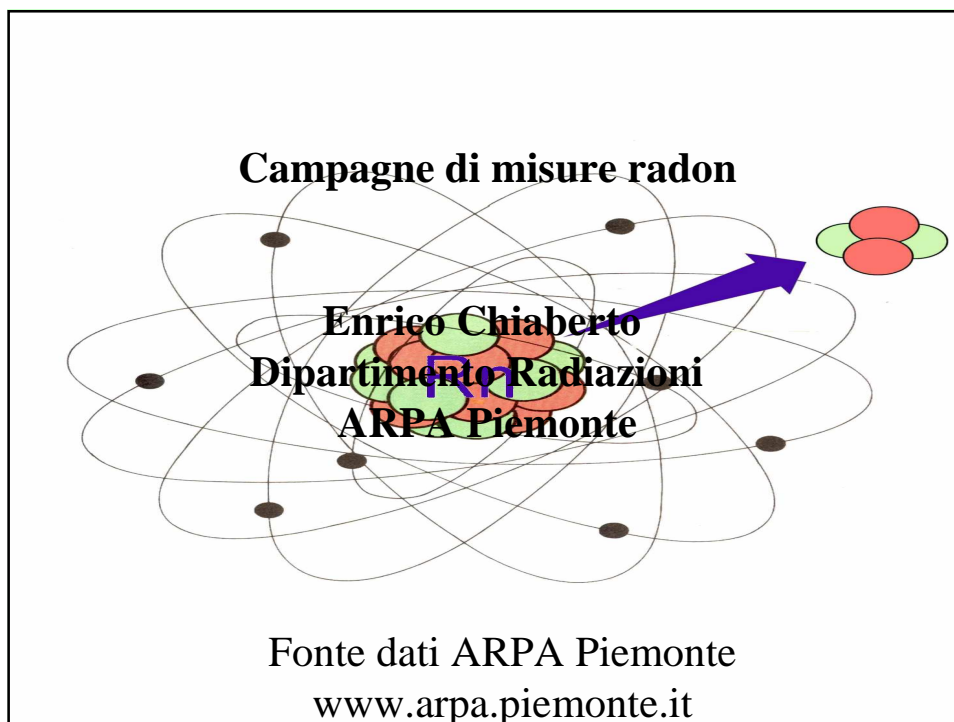 Campagne di misure radon
Enrico Chiaberto
Rn
Dipartimento Radiazioni
ARPA Piemonte
Fonte dati ARPA Piemonte
www.arpa.piemonte.it